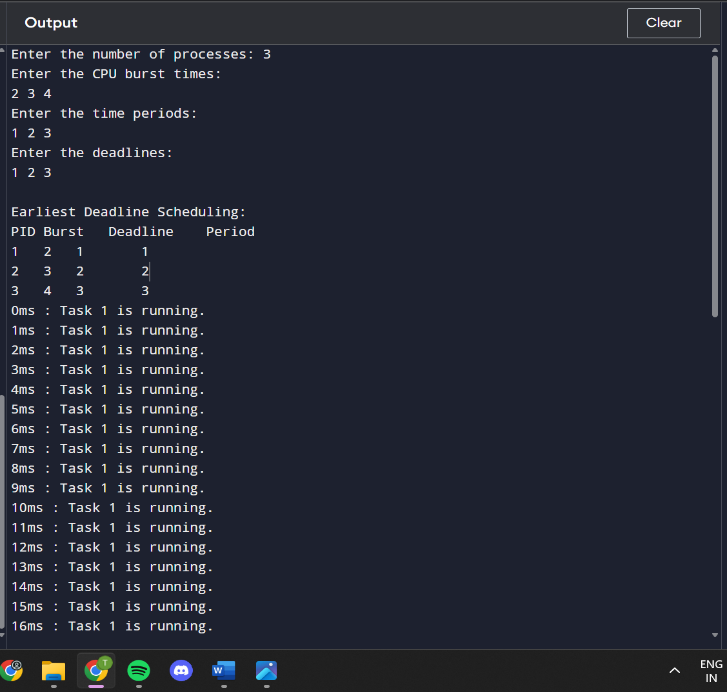 Output
Clear
Enter the number of processes: 3
Enter the CPU burst times:
2 3 4
Enter the time periods:
1 2 3
Enter the deadlines:
1 2 3
Earliest Deadline Scheduling:
PID Burst Deadline Period
1 2 1 1
2 3 2 2
3 4 3 3
0ms : Task 1 is running.
1ms : Task 1 is running.
2ms : Task 1 is running.
3ms : Task 1 is running.
4ms : Task 1 is running.
5ms : Task 1 is running.
6ms : Task 1 is running.
7ms : Task 1 is running.
8ms : Task 1 is running.
9ms : Task 1 is running.
10ms : Task 1 is running.
11ms : Task 1 is running.
12ms : Task 1 is running.
13ms : Task 1 is running.
14ms : Task 1 is running.
15ms : Task 1 is running.
16ms : Task 1 is running.
T
W
ENG
IN